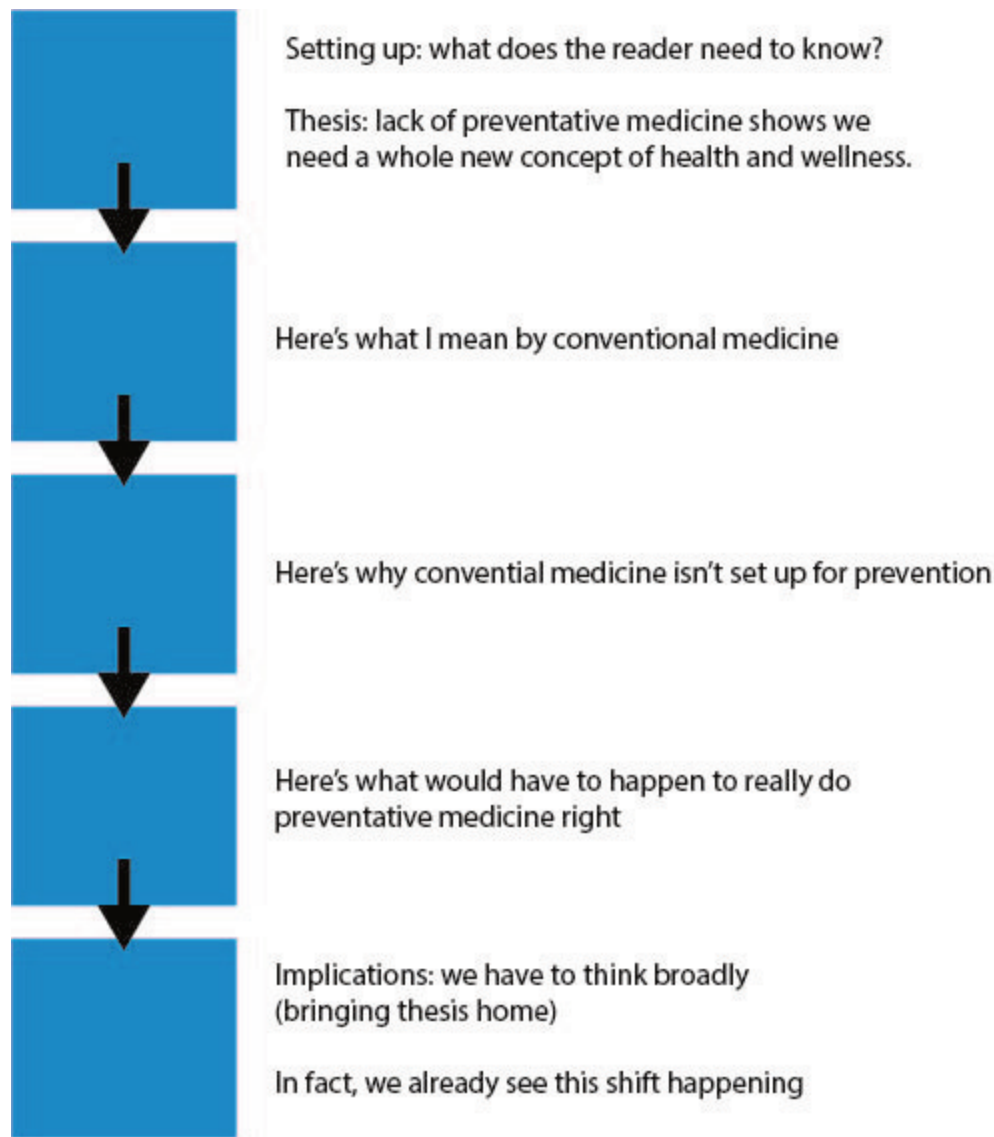 Setting up: what does the reader need to know?
Thesis: lack of preventative medicine shows we
need a whole new concept of health and wellness.
Here's what I mean by conventional medicine
Here's why convential medicine isn't set up for prevention
Here's what would have to happen to really do
preventative medicine right
Implications: we have to think broadly
(bringing thesis home)
In fact, we already see this shift happening